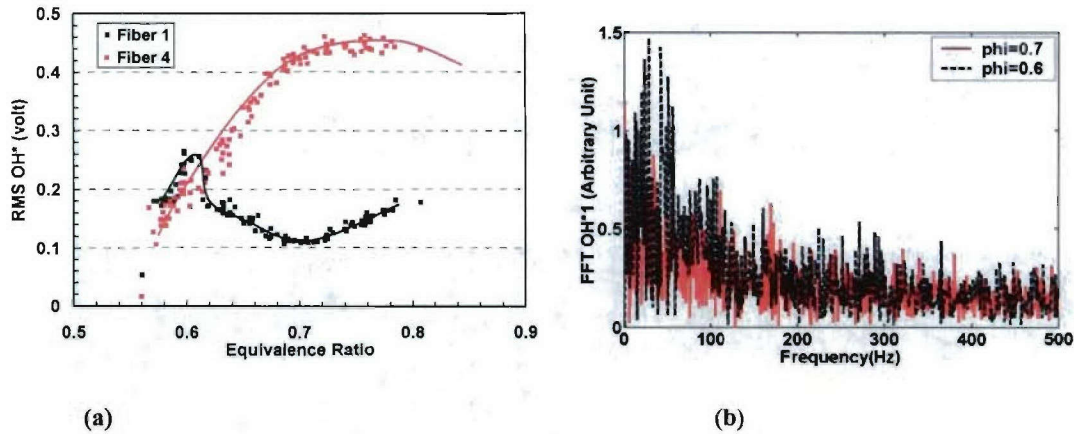 Fiber 1
Fiber 4
0.5
0.4
0.3
0.2
0.1
0
RMS OH* (volt)
0.5 0.6 0.7 0.8 0.9
Equivalence Ratio
(a)
phi=0.7
phi=0.6
1.5
1
0.5
0
FFT OH*1 (Arbitrary Unit)
0 100 200 300 400 500
Frequency(Hz)
(b)